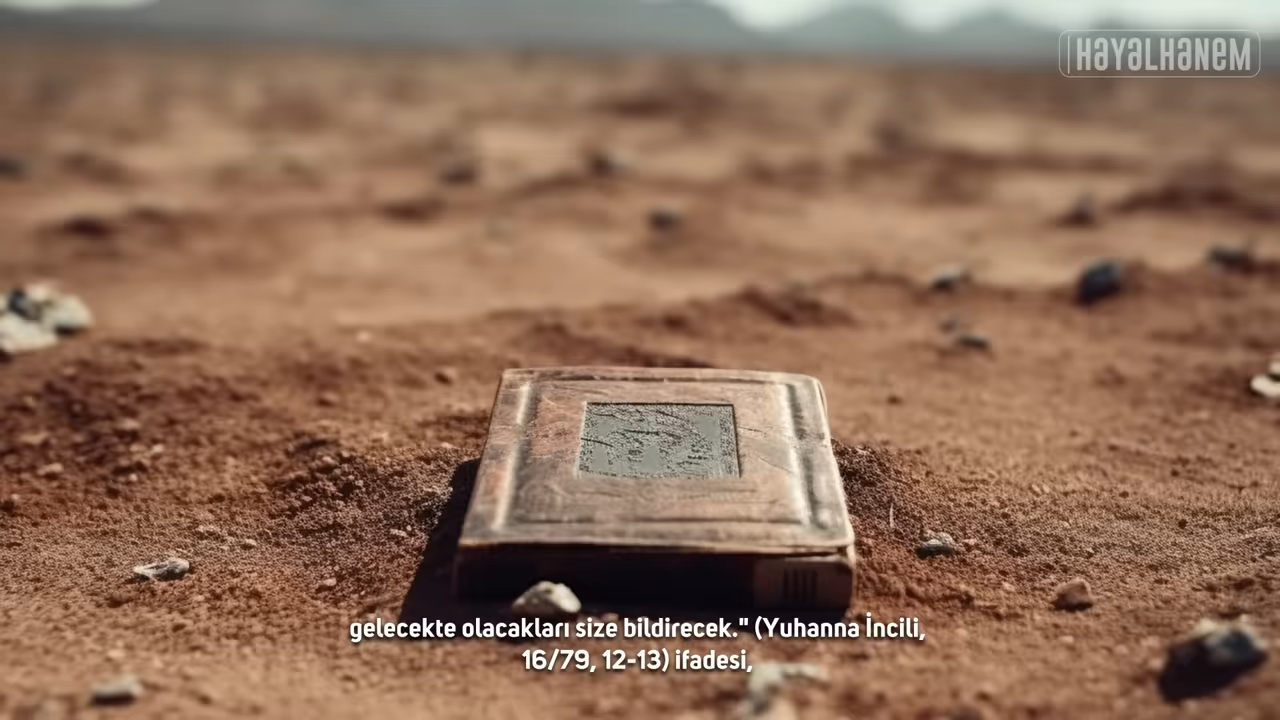 HAYALHANEM
gelecekte olacakları size bildirecek." (Yuhanna İncili,
16/79, 12-13) ifadesi,